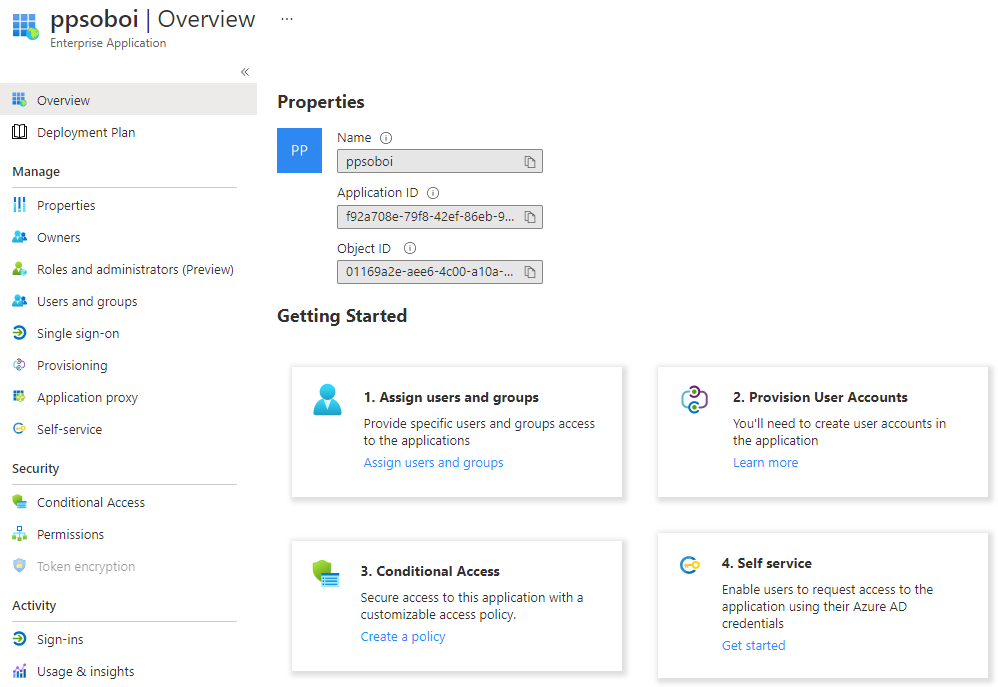 ppsoboi | Overview ...
Enterprise Application
«
Overview
Deployment Plan
Manage
Properties
Owners
Roles and administrators (Preview)
Users and groups
Single sign-on
Provisioning
Application proxy
Self-service
Security
Conditional Access
Permissions
Token encryption
Activity
Sign-ins
Usage & insights
Properties
PP
Name
ppsoboi
Application ID
f92a708e-79f8-42ef-86eb-9...
Object ID
01169a2e-aee6-4c00-a10a-...
Getting Started
1. Assign users and groups
Provide specific users and groups access
to the applications
Assign users and groups
2. Provision User Accounts
You'll need to create user accounts in
the application
Learn more
3. Conditional Access
Secure access to this application with a
customizable access policy.
Create a policy
4. Self service
Enable users to request access to the
application using their Azure AD
credentials
Get started